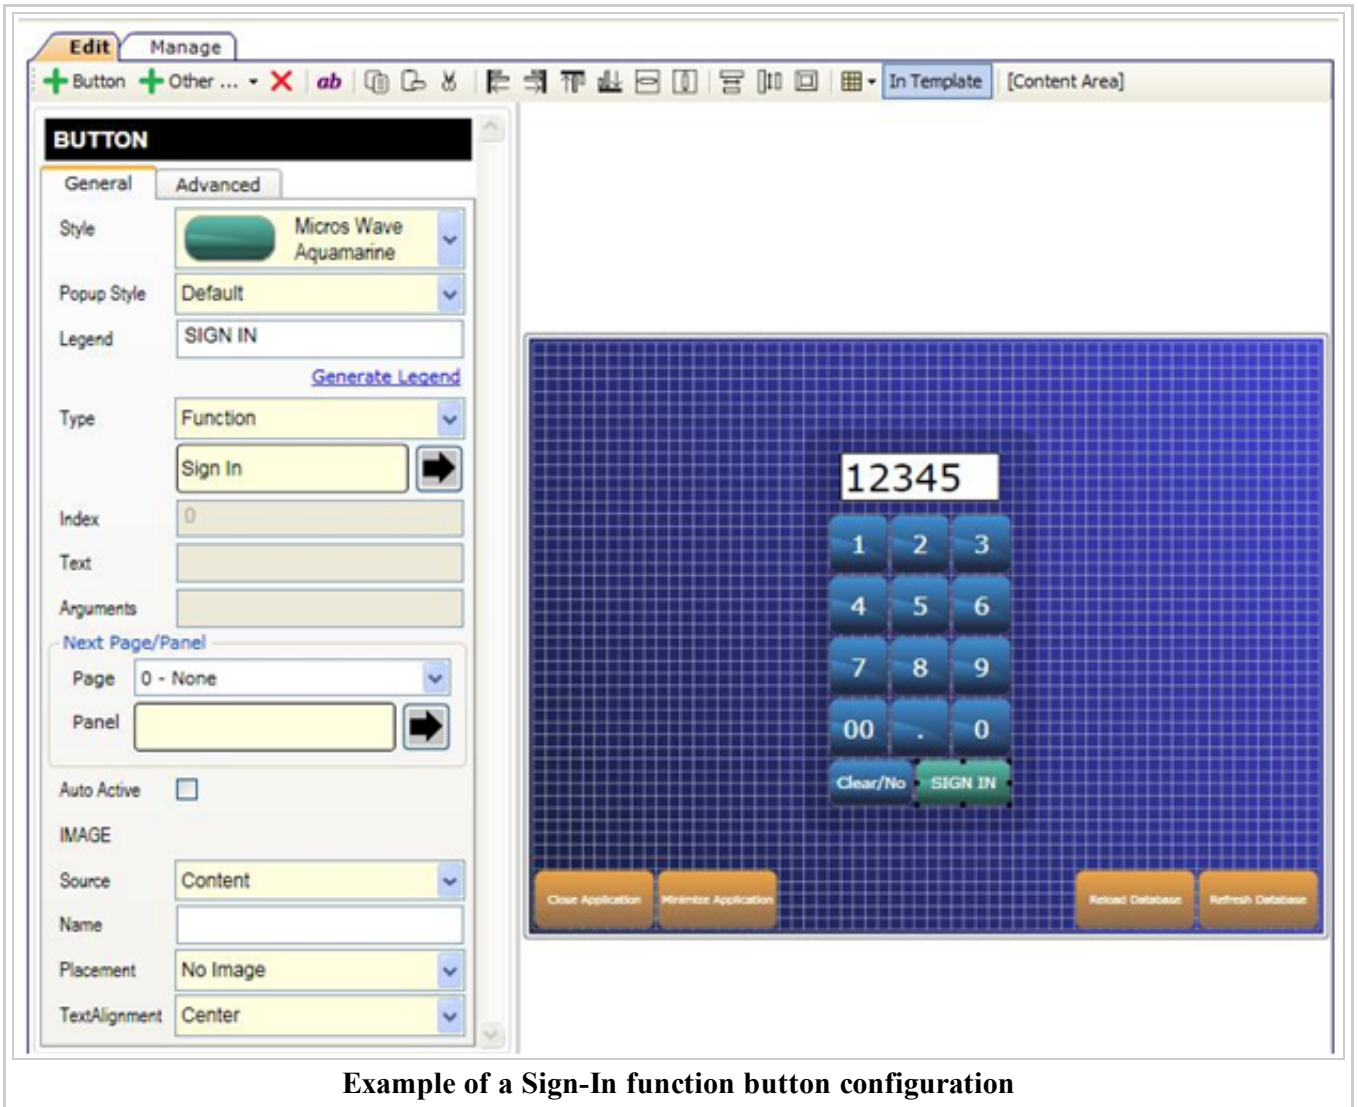 Edit Manage
Button Other ... ab In Template [Content Area]
BUTTON
General Advanced
Style Micros Wave
Aquamarine
Popup Style Default
Legend SIGN IN
Generate Legend
Type Function
Sign In
Index 0
Text
Arguments
Next Page/Panel
Page 0 - None
Panel
Auto Active
IMAGE
Source Content
Name
Placement No Image
TextAlignment Center
12345
1 2 3
4 5 6
7 8 9
00 . 0
Clear/No SIGN IN
Close Application Minimize Application Reload Database Refresh Database
Example of a Sign-In function button configuration